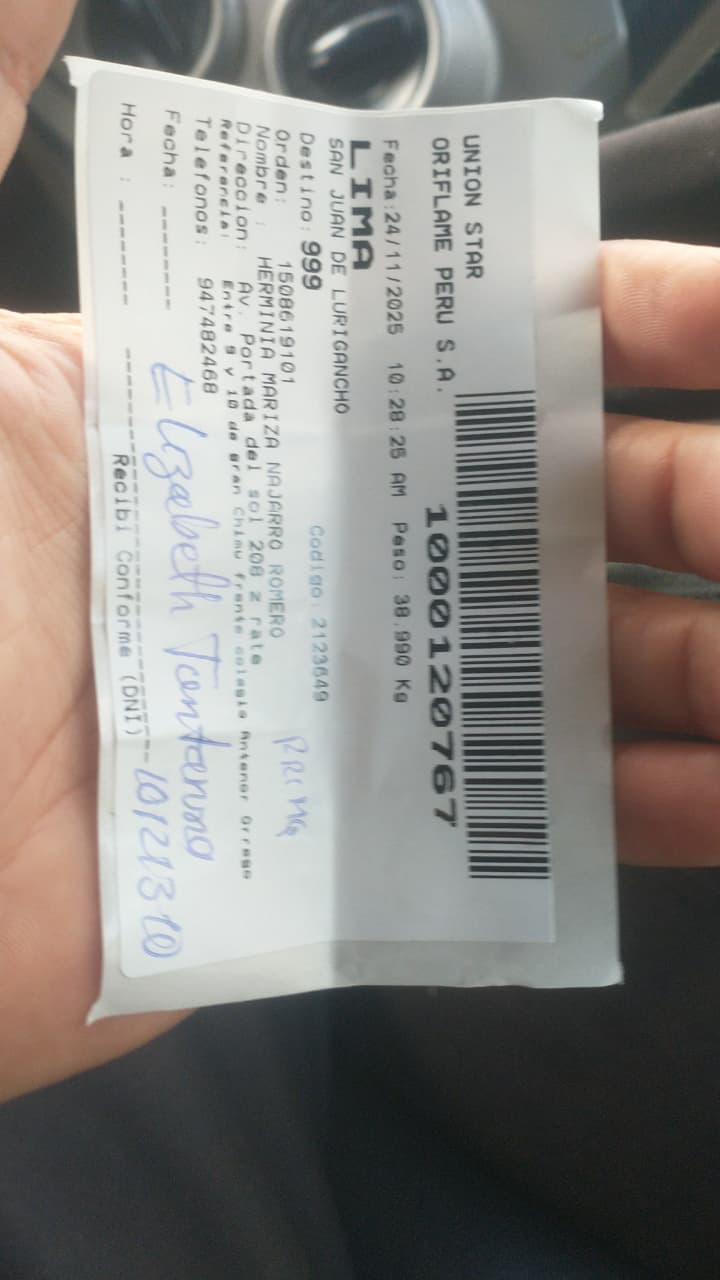 UNION STAR
ORIFLAME PERU S.A.
1000120767
Fecha:24/11/2025 10:28:25 AM Peso: 38.990 Kg
LIMA
SAN JUAN DE LURIGANCHO
Destino: 999
Codigo: 2123649
Orden: 1508619101
Nombre : HERMINIA MARIZA NAJARRO ROMERO
Direccion: Av. Portada del sol 208 z rate
Referencia: Entre 9 y 10 de gran chimu frente colegio Antenor Orrego
Telefonos: 947482468
Fecha: --------
Elizabeth
Hora : --------
Recibi Conforme (DNI)